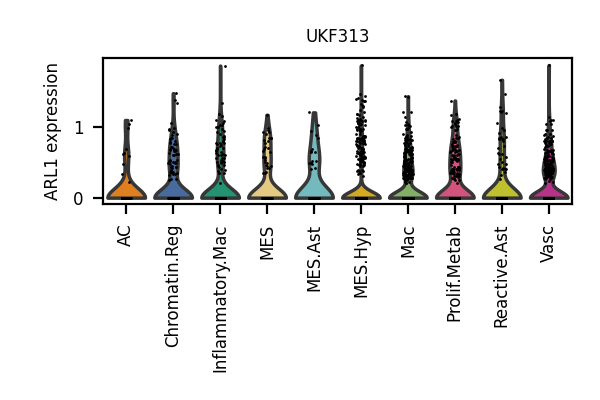 UKF313
ARL1 expression
1
0
AC
Chromatin.Reg
Inflammatory.Mac
MES
MES.Ast
MES.Hyp
Mac
Prolif.Metab
Reactive.Ast
Vasc